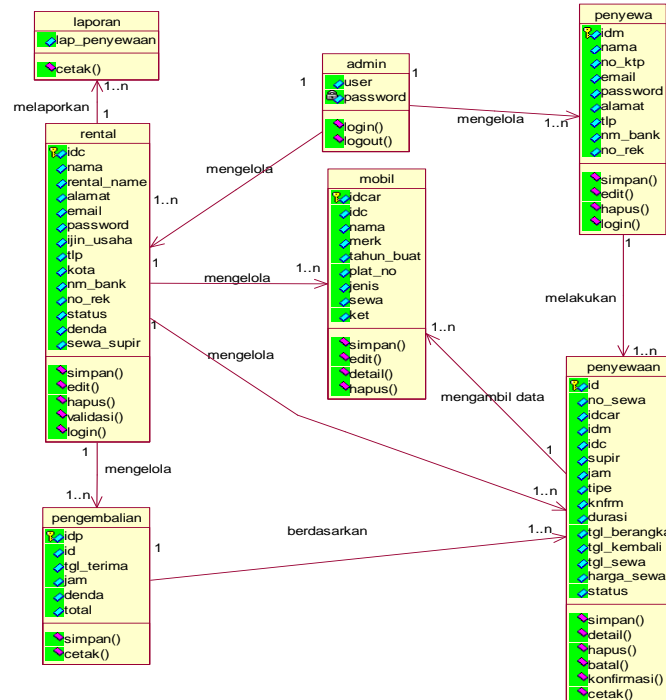 laporan
lap_penyewaan
cetak()
1..n
melaporkan
1
rental
idc
nama
rental_name
alamat
email
password
ijin_usaha
tlp
kota
nm_bank
no_rek
status
denda
sewa_supir
simpan()
edit()
hapus()
validasi()
login()
1
admin
user
password
login()
logout()
1
mengelola
1..n
1
mengelola
1..n
penyewa
idm
nama
no_ktp
email
password
alamat
tlp
nm_bank
no_rek
simpan()
edit()
hapus()
login()
1
melakukan
1..n
mobil
idcar
idc
nama
merk
tahun_buat
plat_no
jenis
sewa
ket
simpan()
edit()
detail()
hapus()
1
mengelola
1..n
1
mengelola
1..n
1..n
mengambil data
1
penyewaan
id
no_sewa
idcar
idm
idc
supir
jam
tipe
knfrm
durasi
tgl_berangka
tgl_kembali
tgl_sewa
harga_sewa
status
simpan()
detail()
hapus()
batal()
konfirmasi()
cetak()
1
mengelola
1..n
pengembalian
idp
id
tgl_terima
jam
denda
total
simpan()
cetak()
1
berdasarkan
1..n